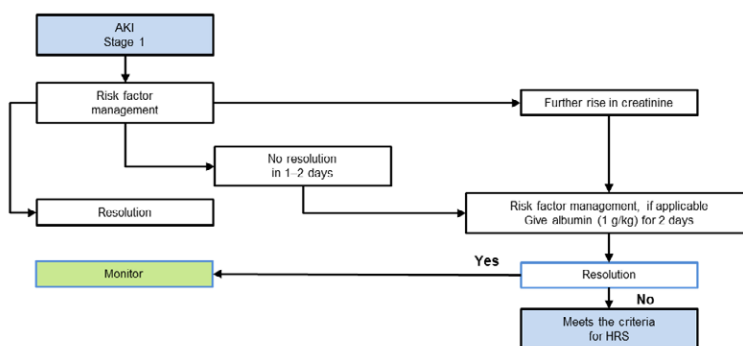 AKI
Stage 1
Risk factor
management
Further rise in creatinine
No resolution
in 1–2 days
Resolution
Risk factor management, if applicable
Give albumin (1 g/kg) for 2 days
Yes
Monitor
Resolution
No
Meets the criteria
for HRS